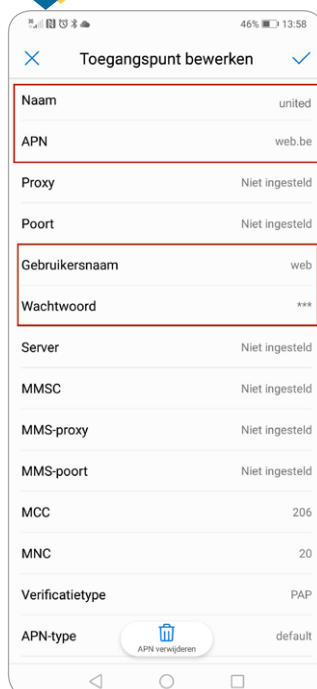 46% 13:58
Toegangspunt bewerken
Naam united
APN web.be
Proxy Niet ingesteld
Poort Niet ingesteld
Gebruikersnaam web
Wachtwoord ***
Server Niet ingesteld
MMSC Niet ingesteld
MMS-proxy Niet ingesteld
MMS-poort Niet ingesteld
MCC 206
MNC 20
Verificatietype PAP
APN-type default
APN verwijderen